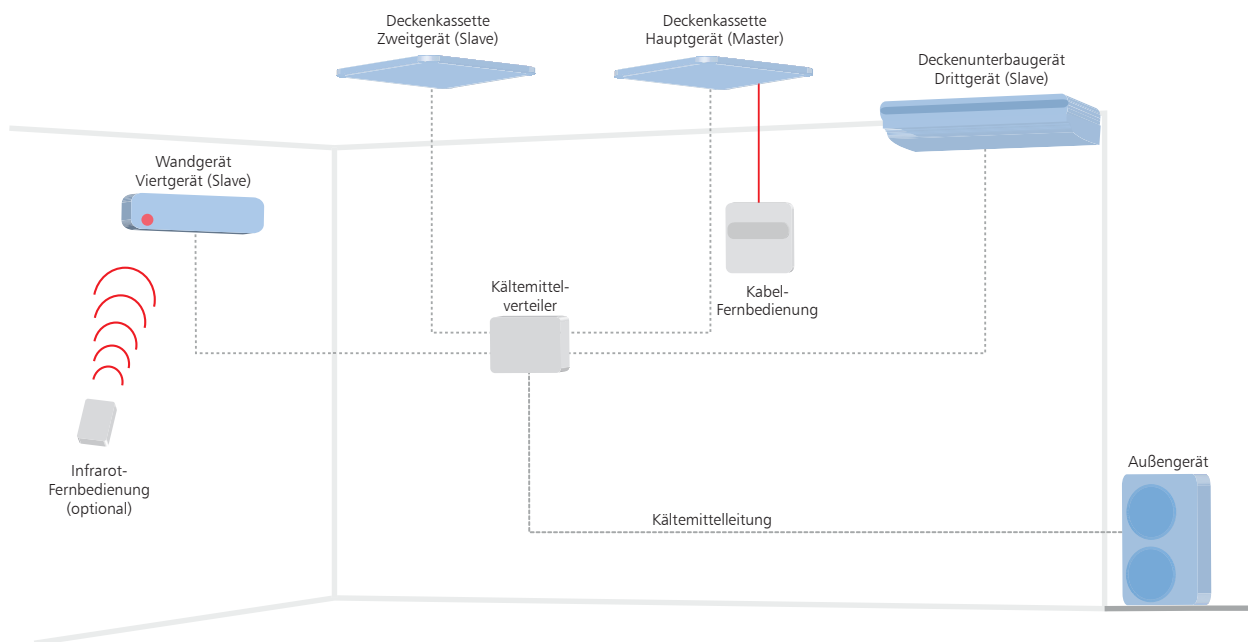 Deckenkassette
Zweitgerät (Slave)
Deckenkassette
Hauptgerät (Master)
Deckenunterbaugerät
Drittgerät (Slave)
Wandgerät
Viertgerät (Slave)
Kältemittel-
verteiler
Kabel-
Fernbedienung
Infrarot-
Fernbedienung
(optional)
Außengerät
Kältemittelleitung